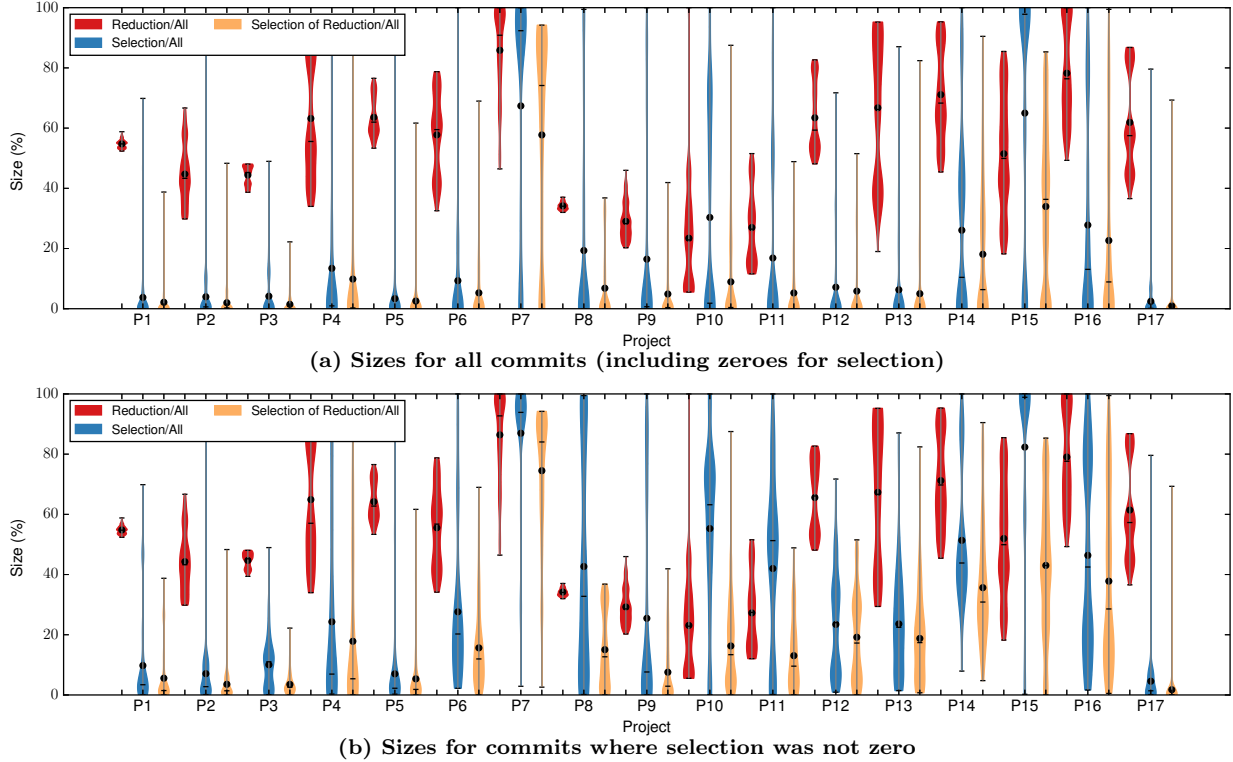 100
80
60
40
20
0
Size (%)
Reduction/All
Selection/All
Selection of Reduction/All
P1 P2 P3 P4 P5 P6 P7 P8 P9 P10 P11 P12 P13 P14 P15 P16 P17
Project
(a) Sizes for all commits (including zeroes for selection)
100
80
60
40
20
0
Size (%)
Reduction/All
Selection/All
Selection of Reduction/All
P1 P2 P3 P4 P5 P6 P7 P8 P9 P10 P11 P12 P13 P14 P15 P16 P17
Project
(b) Sizes for commits where selection was not zero